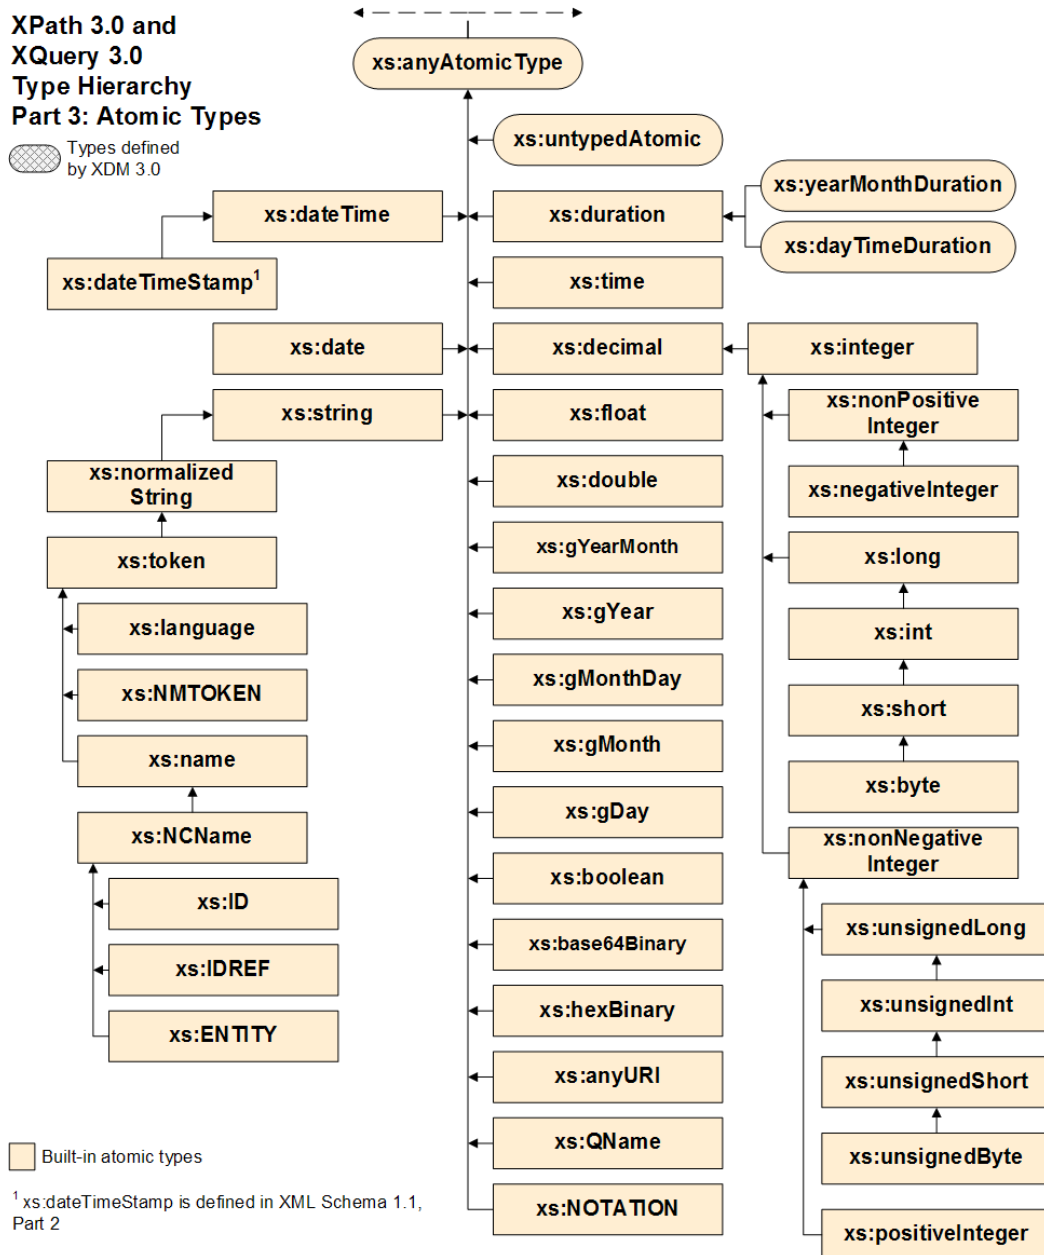 XPath 3.0 and
XQuery 3.0
Type Hierarchy
Part 3: Atomic Types
Types defined
by XDM 3.0
xs:anyAtomicType
xs:untypedAtomic
xs:yearMonthDuration
xs:dateTime
xs:duration
xs:dayTimeDuration
xs:dateTimeStamp¹
xs:time
xs:date
xs:decimal
xs:integer
xs:string
xs:float
xs:nonPositive
Integer
xs:normalized
String
xs:double
xs:negativeInteger
xs:token
xs:gYearMonth
xs:long
xs:language
xs:gYear
xs:int
xs:NMTOKEN
xs:gMonthDay
xs:short
xs:name
xs:gMonth
xs:byte
xs:NCName
xs:gDay
xs:nonNegative
Integer
xs:ID
xs:boolean
xs:unsignedLong
xs:IDREF
xs:base64Binary
xs:unsignedInt
xs:ENTITY
xs:hexBinary
xs:unsignedShort
xs:anyURI
xs:unsignedByte
xs:QName
xs:positiveInteger
xs:NOTATION
Built-in atomic types
¹ xs:dateTimeStamp is defined in XML Schema 1.1,
Part 2